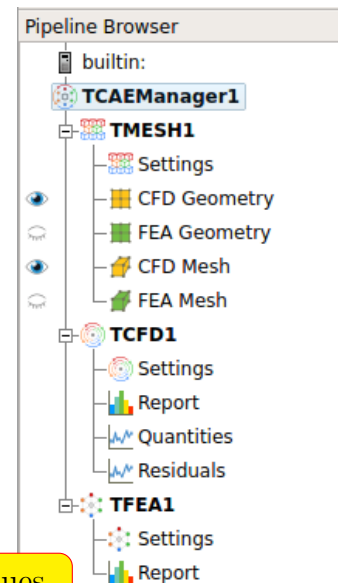 Pipeline Browser
builtin:
TCAEManager1
TMESH1
Settings
CFD Geometry
FEA Geometry
CFD Mesh
FEA Mesh
TCFD1
Settings
Report
Quantities
Residuals
TFEA1
Settings
Report